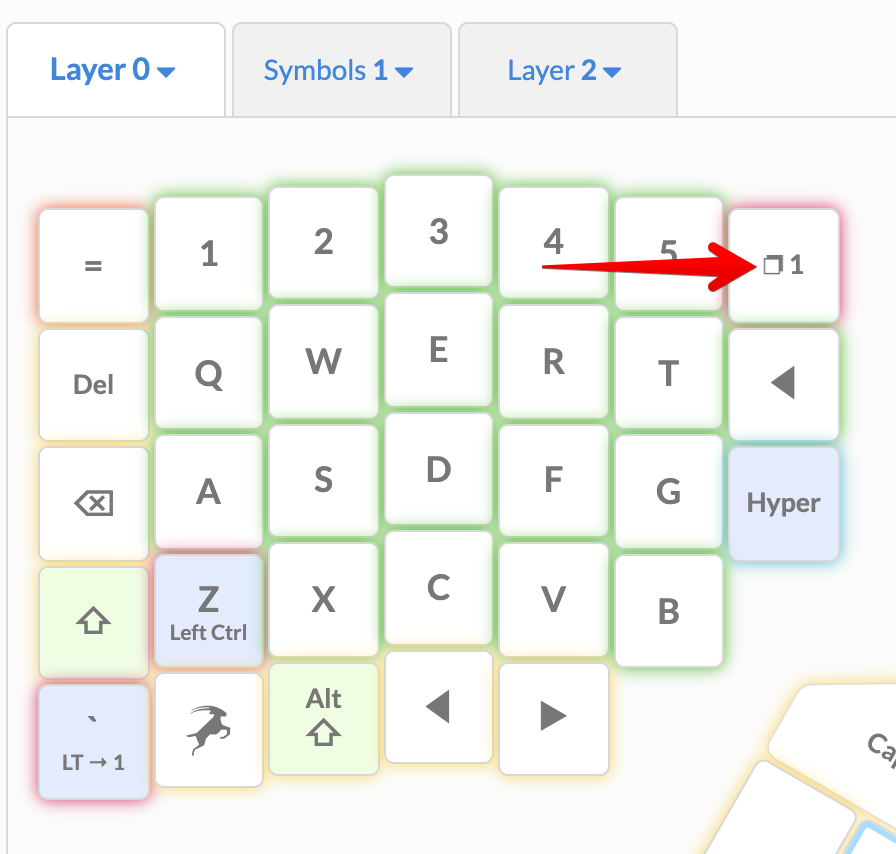 Layer 0
Symbols 1
Layer 2
= 1 2 3 4 5 1
Del Q W E R T
A S D F G Hyper
Z X C V B
Left Ctrl
` Alt
LT → 1